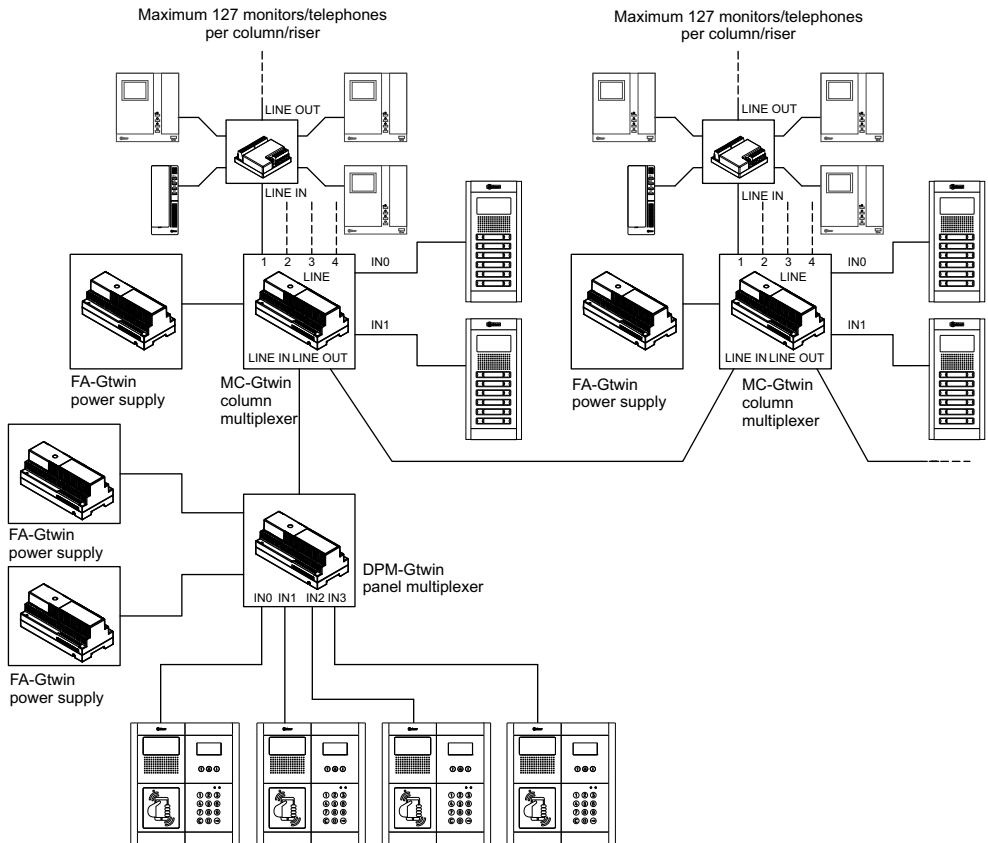 Maximum 127 monitors/telephones
per column/riser
Maximum 127 monitors/telephones
per column/riser
LINE OUT
LINE OUT
LINE IN
LINE IN
1 2 3 4
LINE
IN0
IN1
LINE IN LINE OUT
1 2 3 4
LINE
IN0
IN1
LINE IN LINE OUT
FA-Gtwin
power supply
MC-Gtwin
column
multiplexer
FA-Gtwin
power supply
MC-Gtwin
column
multiplexer
FA-Gtwin
power supply
DPM-Gtwin
panel multiplexer
IN0 IN1 IN2 IN3
FA-Gtwin
power supply